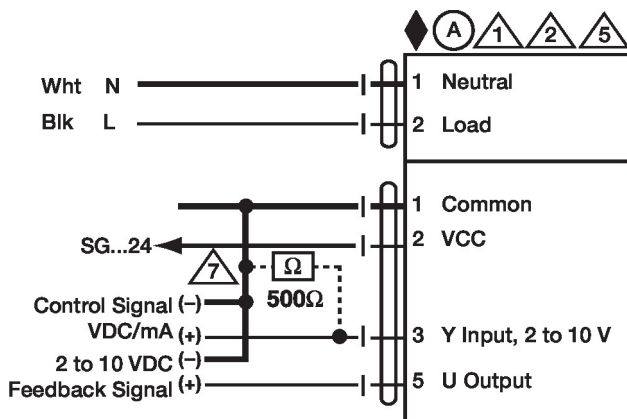 A 1 2 5
Wht N 1 Neutral
Blk L 2 Load
1 Common
SG...24 2 VCC
7 Ω
500Ω
Control Signal (–)
VDC/mA (+) 3 Y Input, 2 to 10 V
2 to 10 VDC (–)
Feedback Signal (+) 5 U Output